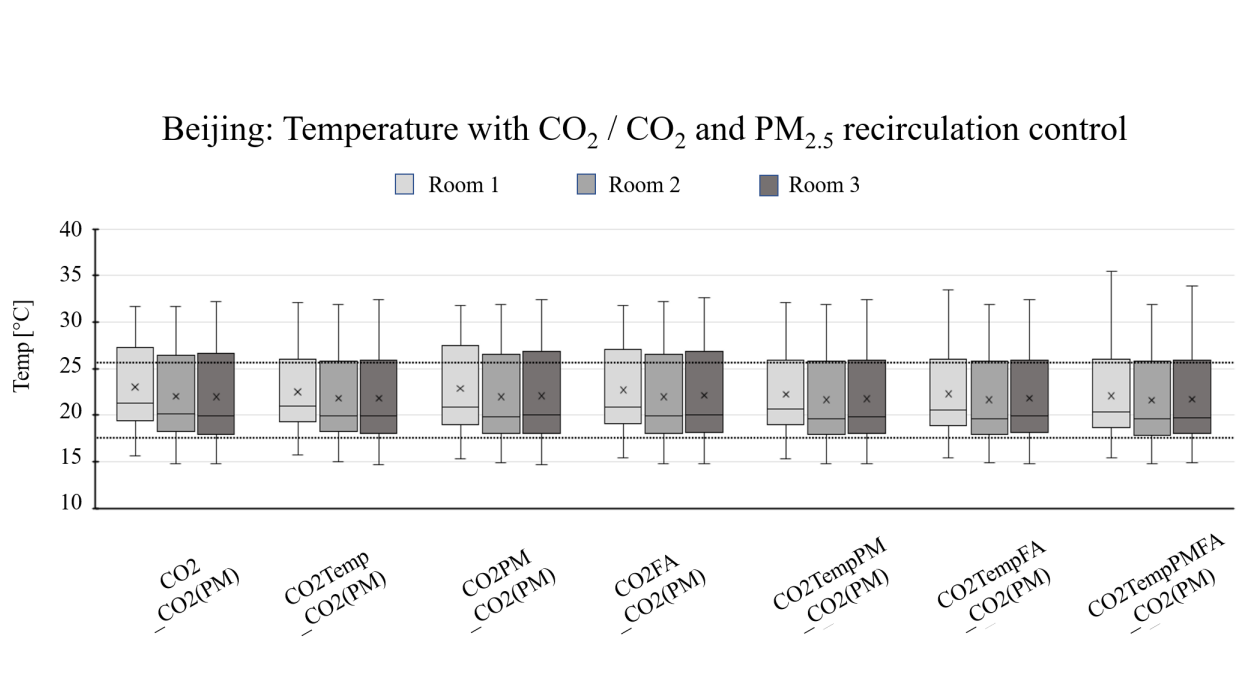 Beijing: Temperature with CO₂ / CO₂ and PM₂.₅ recirculation control
Room 1 Room 2 Room 3
Temp [°C]
40
35
30
25
20
15
10
CO2
_CO2(PM)
CO2Temp
_CO2(PM)
CO2PM
_CO2(PM)
CO2FA
_CO2(PM)
CO2TempPM
_CO2(PM)
CO2TempFA
_CO2(PM)
CO2TempPMFA
_CO2(PM)